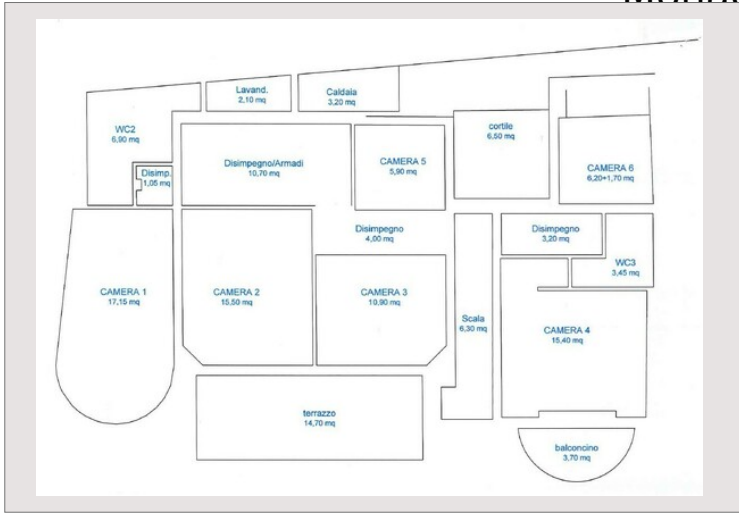 Lavand.
2,10 mq
Caldaia
3,20 mq
WC2
6,90 mq
cortile
6,50 mq
Disimpegno/Armadi
10,70 mq
CAMERA 5
5,90 mq
CAMERA 6
6,20+1,70 mq
Disimp.
1,05 mq
Disimpegno
4,00 mq
Disimpegno
3,20 mq
WC3
3,45 mq
CAMERA 1
17,15 mq
CAMERA 2
15,50 mq
CAMERA 3
10,90 mq
Scala
6,30 mq
CAMERA 4
15,40 mq
terrazzo
14,70 mq
balconcino
3,70 mq